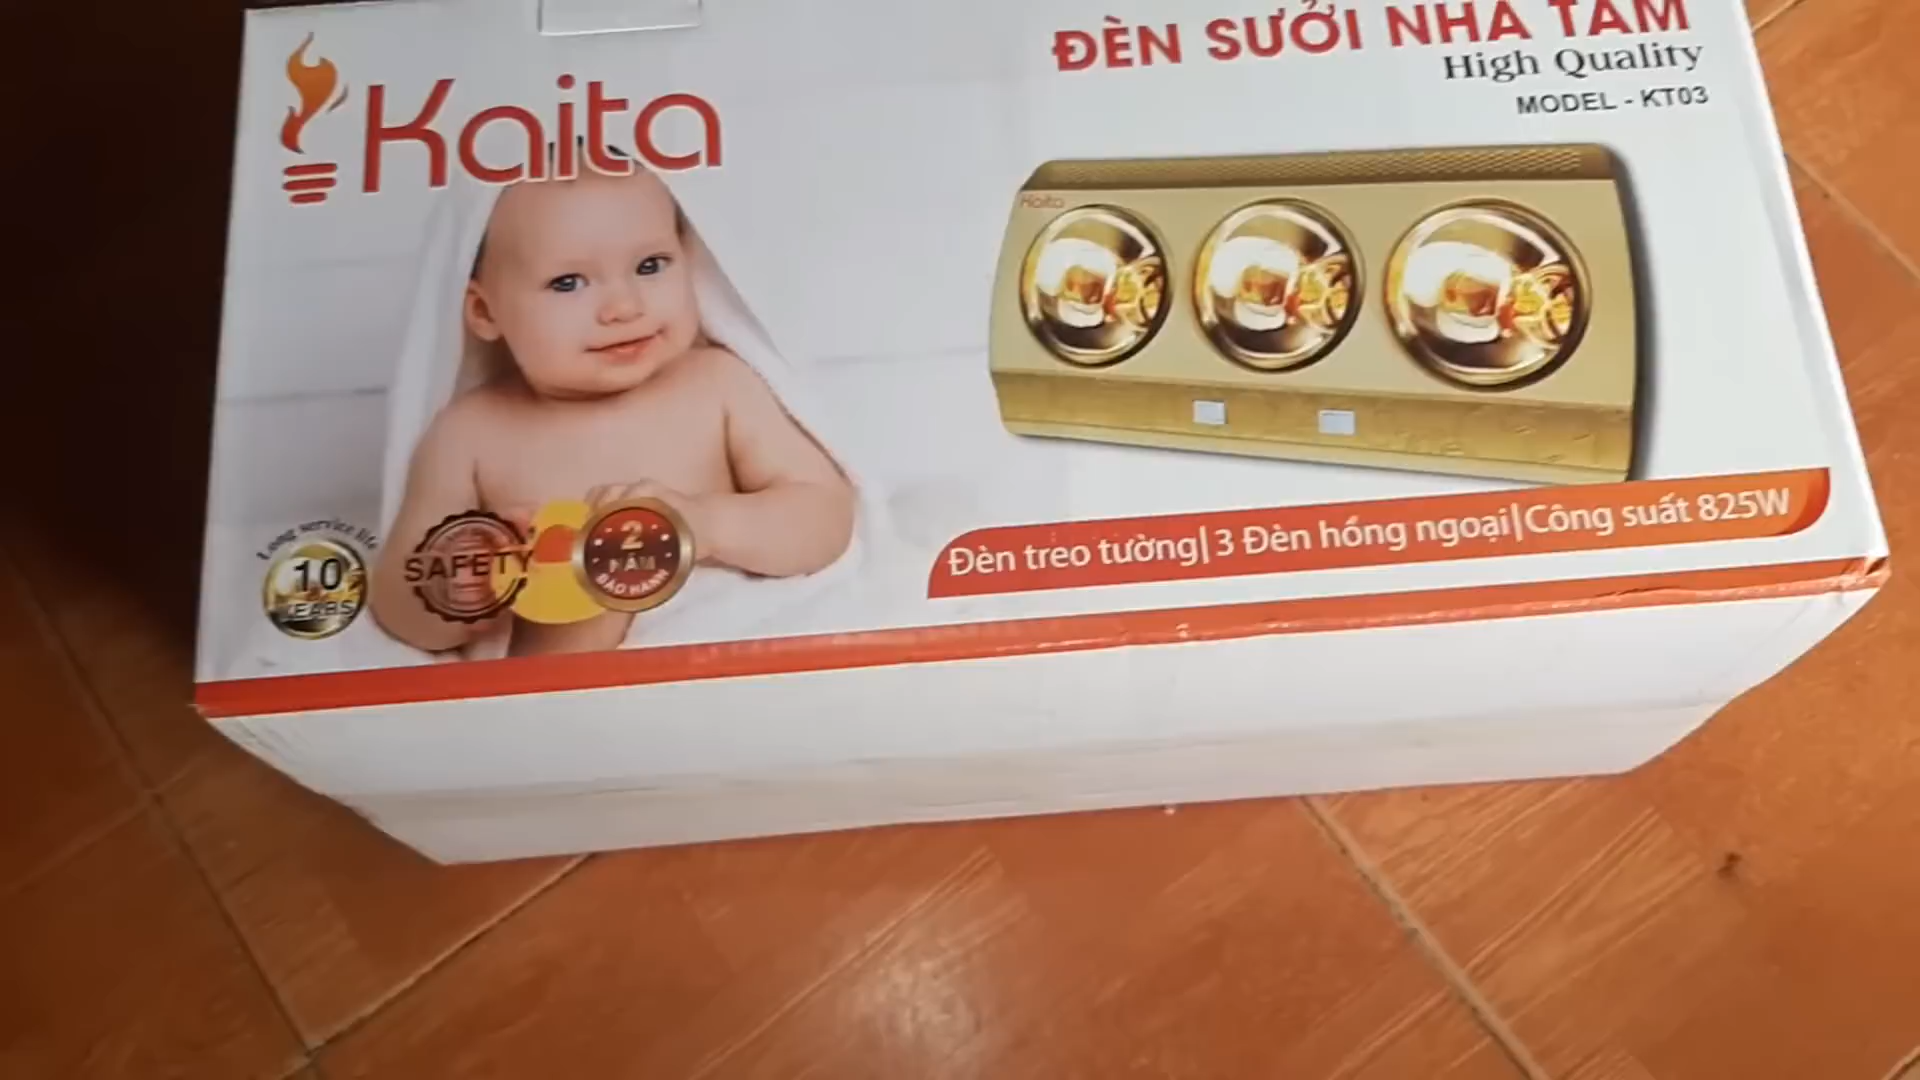 Kaita
ĐÈN SƯỞI NHÀ TẮM
High Quality
MODEL - KT03
Kaita
Long service life
10
YEARS
SAFETY
2
NĂM
BẢO HÀNH
Đèn treo tường|3 Đèn hồng ngoại|Công suất 825W